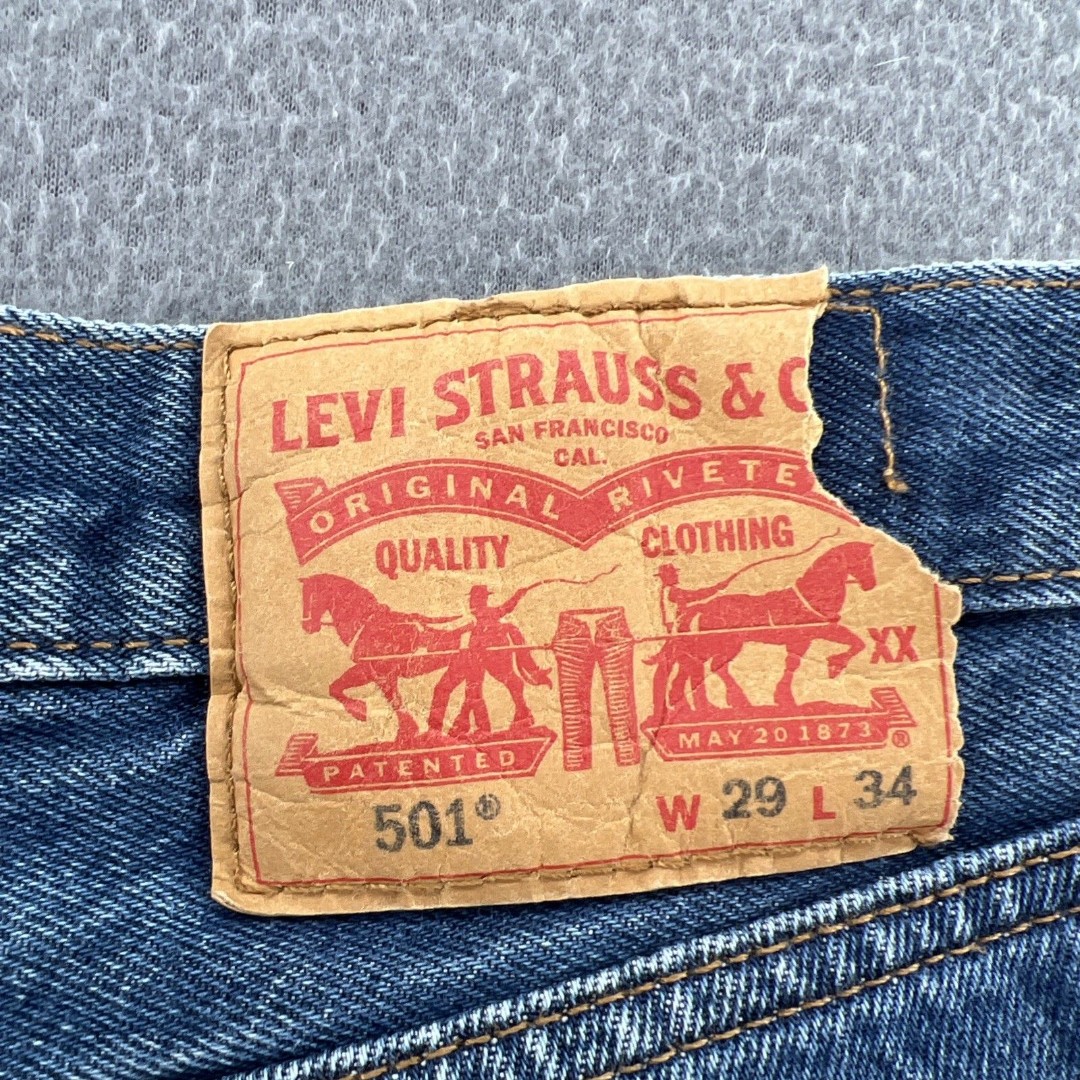 LEVI STRAUSS & C
SAN FRANCISCO
CAL.
ORIGINAL RIVETE
QUALITY CLOTHING
XX
PATENTED MAY 20 1873 ®
501® W 29 L 34